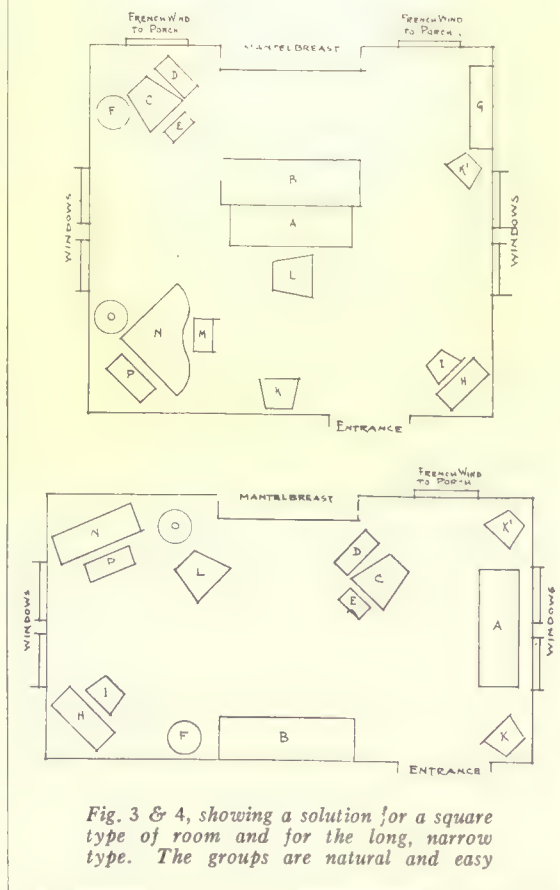 FRENCH WIND
TO PORCH
MANTELBREAST
FRENCH WIND
TO PORCH.
D
C
F
E
G
K'
WINDOWS
WINDOWS
B
A
L
O
N
M
P
K
I
H
ENTRANCE
FRENCH WIND
TO PORCH
MANTELBREAST
N
O
P
L
D
C
E
K'
A
WINDOWS
WINDOWS
H
I
F
B
K
ENTRANCE
Fig. 3 & 4, showing a solution for a square
type of room and for the long, narrow
type. The groups are natural and easy